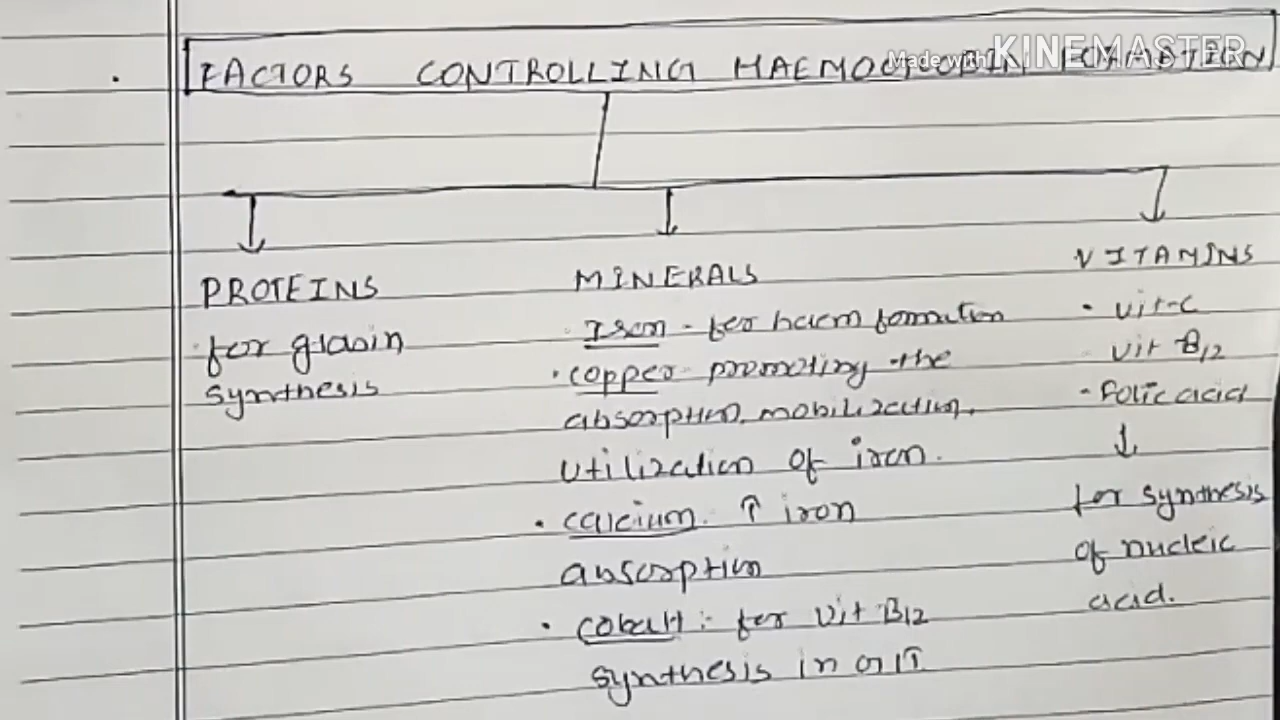 FACTORS CONTROLLING HAEMOGLOBIN FORMATION
Made with KINEMASTER
PROTEINS
for globin
synthesis
MINERALS
Iron - for haem formation
• copper - promoting the
absorption, mobilization,
utilization of iron.
• calcium. ↑ iron
absorption
• cobalt : for vit B12
synthesis in GIT
VITAMINS
• vit-C
vit B12
• Folic acid
↓
for synthesis
of nucleic
acid.